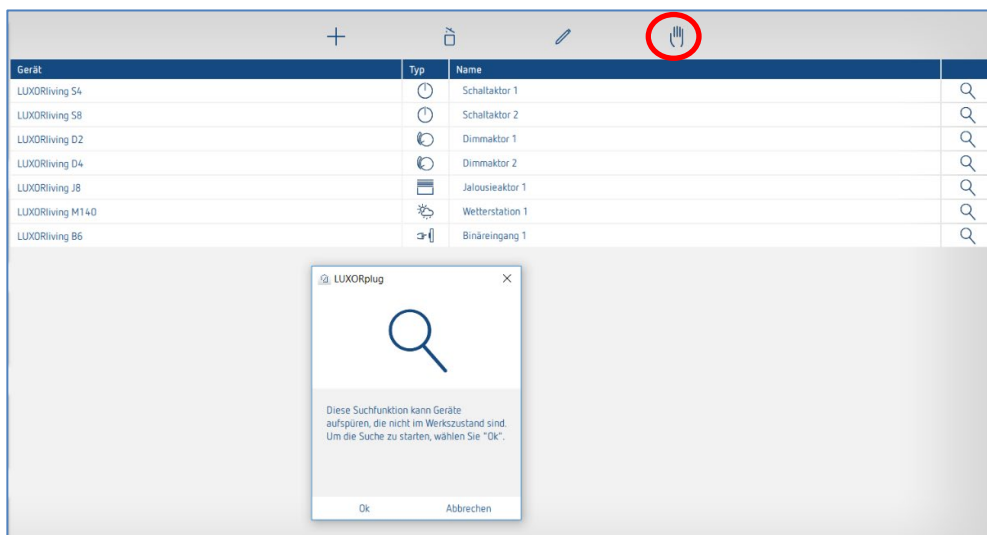 Gerät Typ Name
LUXORliving S4 Schaltaktor 1
LUXORliving S8 Schaltaktor 2
LUXORliving D2 Dimmaktor 1
LUXORliving D4 Dimmaktor 2
LUXORliving J8 Jalousieaktor 1
LUXORliving M140 Wetterstation 1
LUXORliving B6 Binäreingang 1
LUXORplug
Diese Suchfunktion kann Geräte
aufspüren, die nicht im Werkszustand sind.
Um die Suche zu starten, wählen Sie "Ok".
Ok Abbrechen